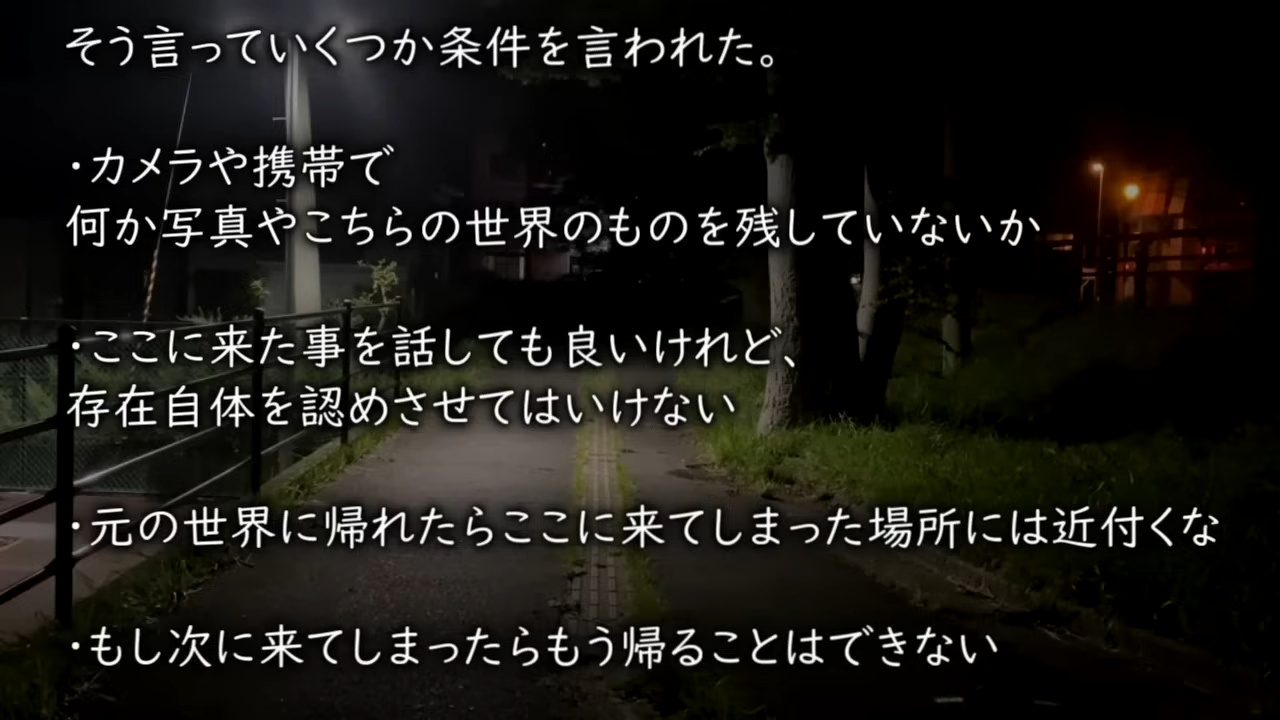 そう言っていくつか条件を言われた。
・カメラや携帯で
何か写真やこちらの世界のものを残していないか
・ここに来た事を話しても良いけれど、
存在自体を認めさせてはいけない
・元の世界に帰れたらここに来てしまった場所には近付くな
・もし次に来てしまったらもう帰ることはできない